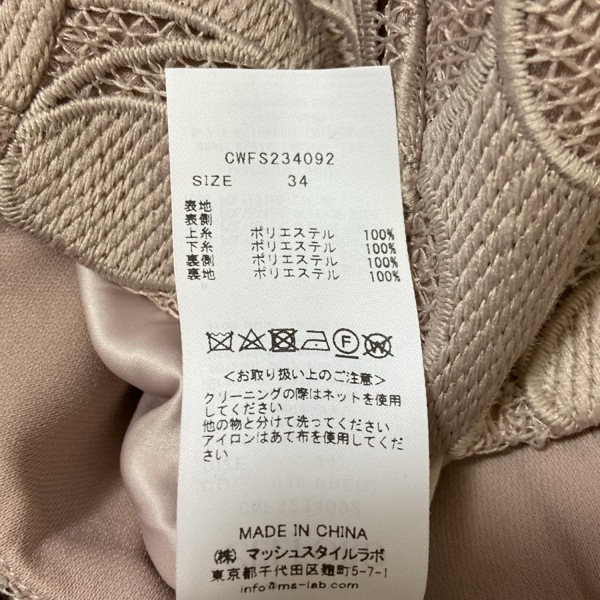 CWFS234092
SIZE 34
表地
表側
上糸 ポリエステル 100%
下糸 ポリエステル 100%
裏側 ポリエステル 100%
裏地 ポリエステル 100%
F W
<お取り扱い上のご注意>
クリーニングの際はネットを使用
してください
他の物と分けて洗ってください
アイロンはあて布を使用してくださ
い
MADE IN CHINA
(株)マッシュスタイルラボ
東京都千代田区麹町5-7-1
info@ms-lab.com